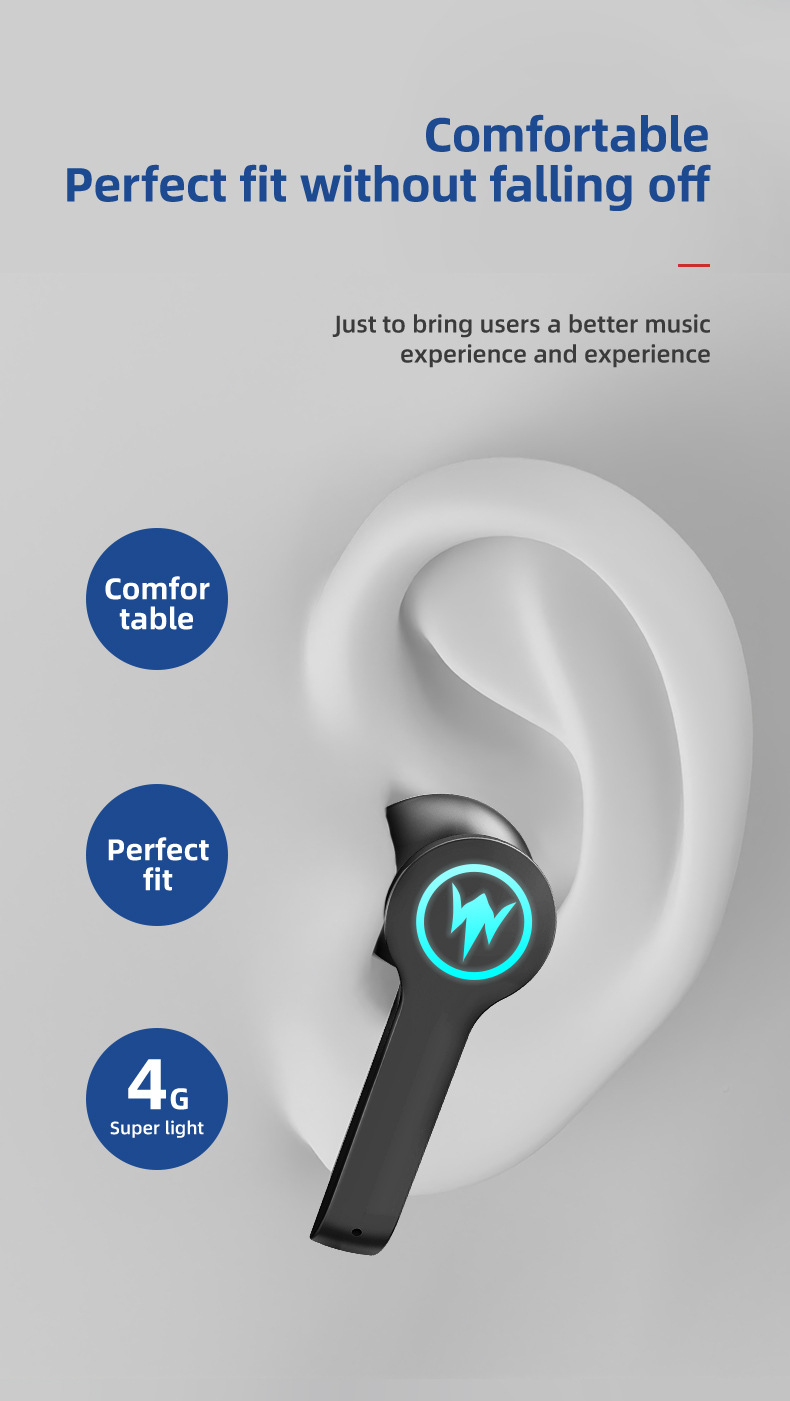 Comfortable
Perfect fit without falling off
Just to bring users a better music
experience and experience
Comfor
table
Perfect
fit
4G
Super light